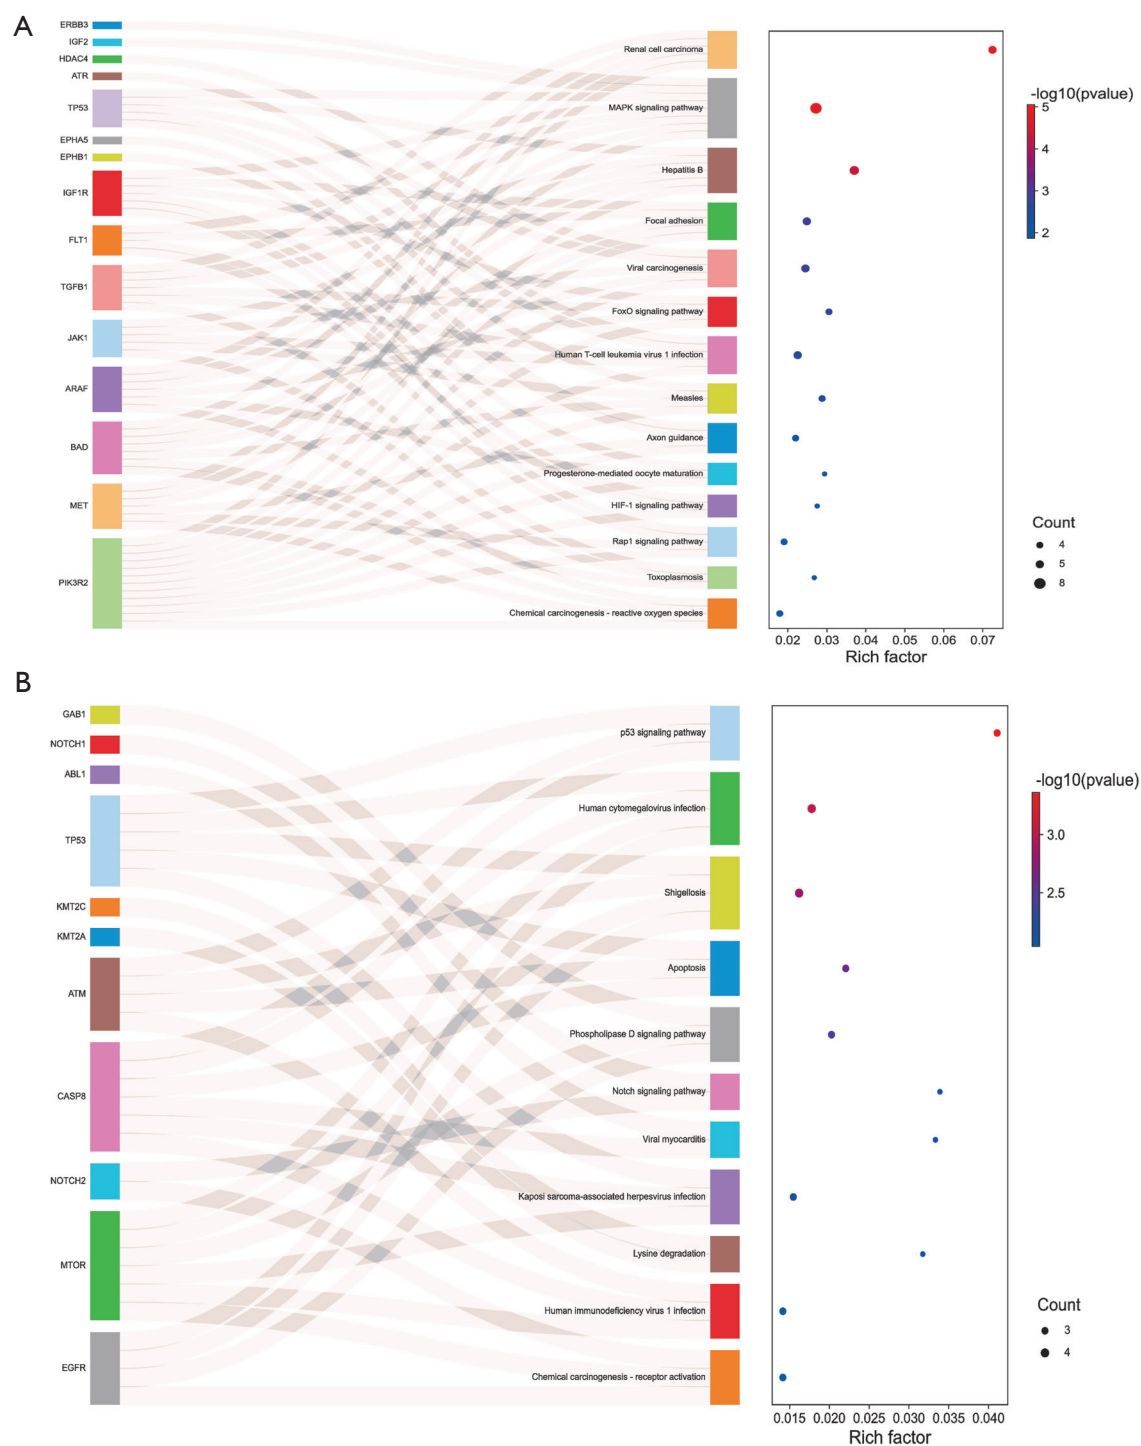 A
ERBB3
IGF2
HDAC4
ATR
TP53
EPHA5
EPHB1
IGF1R
FLT1
TGFB1
JAK1
ARAF
BAD
MET
PIK3R2
Renal cell carcinoma
MAPK signaling pathway
Hepatitis B
Focal adhesion
Viral carcinogenesis
FoxO signaling pathway
Human T-cell leukemia virus 1 infection
Measles
Axon guidance
Progesterone-mediated oocyte maturation
HIF-1 signaling pathway
Rap1 signaling pathway
Toxoplasmosis
Chemical carcinogenesis - reactive oxygen species
0.02 0.03 0.04 0.05 0.06 0.07
Rich factor
-log10(pvalue)
5
4
3
2
Count
4
5
8
B
GAB1
NOTCH1
ABL1
TP53
KMT2C
KMT2A
ATM
CASP8
NOTCH2
MTOR
EGFR
p53 signaling pathway
Human cytomegalovirus infection
Shigellosis
Apoptosis
Phospholipase D signaling pathway
Notch signaling pathway
Viral myocarditis
Kaposi sarcoma-associated herpesvirus infection
Lysine degradation
Human immunodeficiency virus 1 infection
Chemical carcinogenesis - receptor activation
0.015 0.020 0.025 0.030 0.035 0.040
Rich factor
-log10(pvalue)
3.0
2.5
Count
3
4